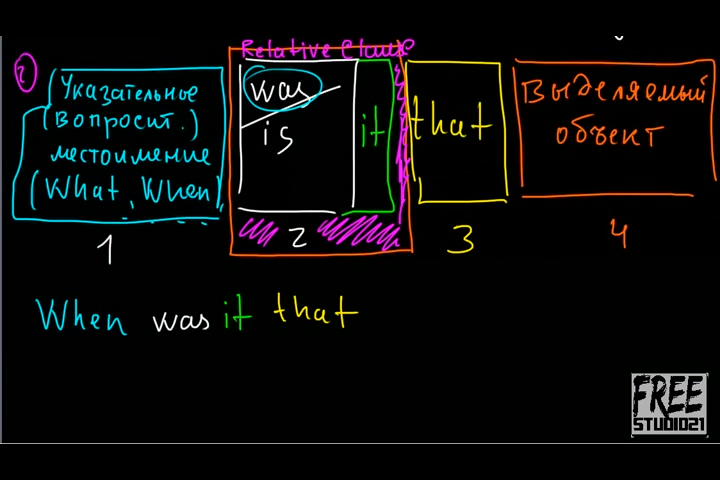 Relative Clause
2
Указательное
(вопросит.)
местоимение
(What, When)
was
is
it
that
Выделяемый
объект
1
2
3
4
When was it that
FREE
STUDIO21